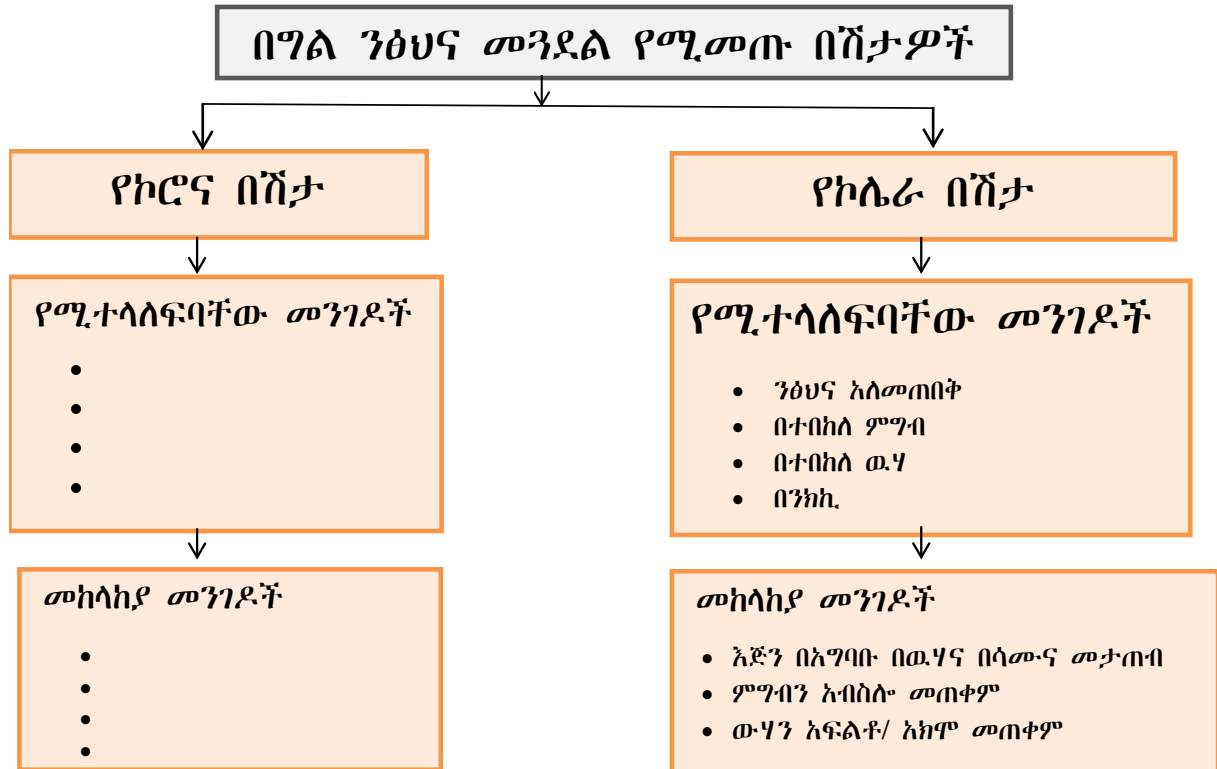 በግል ንፅህና መጓደል የሚመጡ በሽታዎች
የኮሮና በሽታ
የሚተላለፍባቸው መንገዶች
•
•
•
•
መከላከያ መንገዶች
•
•
•
•
የኮሌራ በሽታ
የሚተላለፍባቸው መንገዶች
• ንፅህና አለመጠበቅ
• በተበከለ ምግብ
• በተበከለ ዉሃ
• በንክኪ
መከላከያ መንገዶች
• እጅን በአግባቡ በዉሃና በሳሙና መታጠብ
• ምግብን አብስሎ መጠቀም
• ውሃን አፍልቶ/ አክሞ መጠቀም